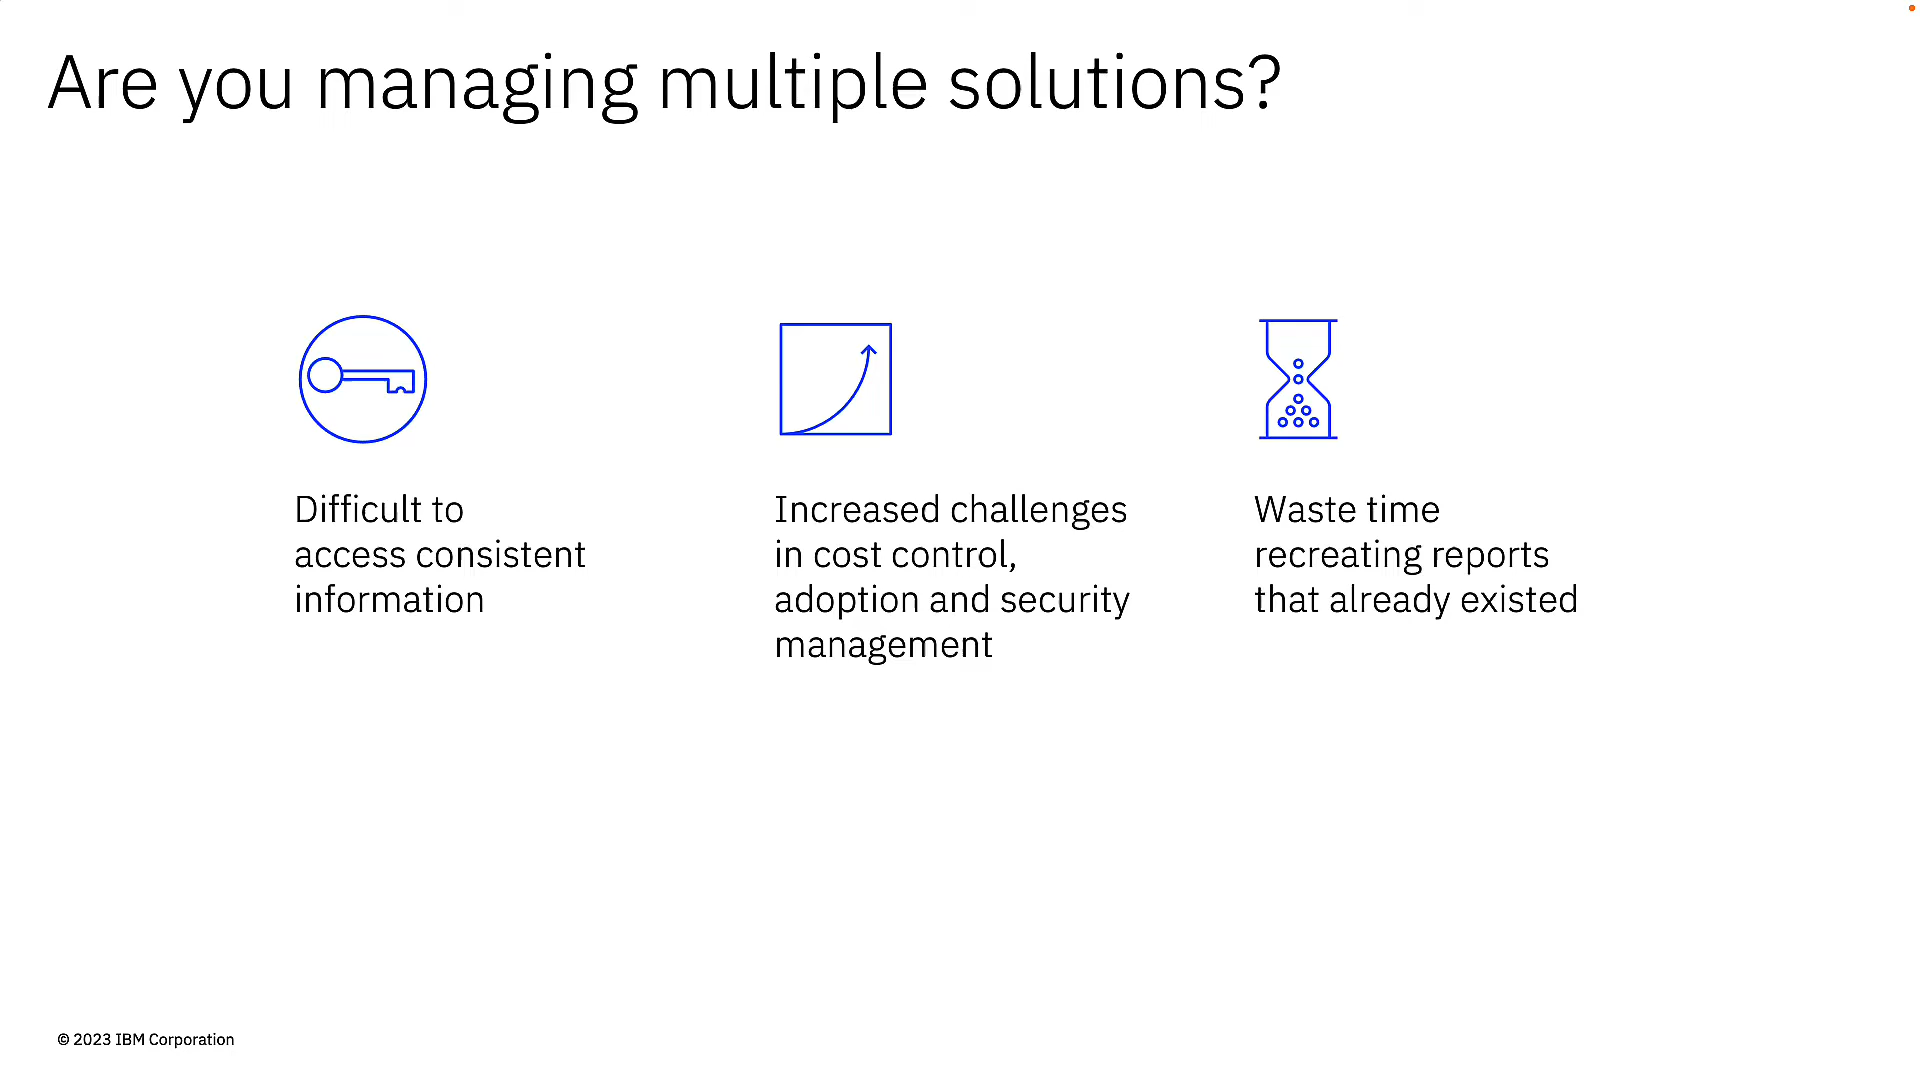 Are you managing multiple solutions?
Difficult to
access consistent
information
Increased challenges
in cost control,
adoption and security
management
Waste time
recreating reports
that already existed
© 2023 IBM Corporation